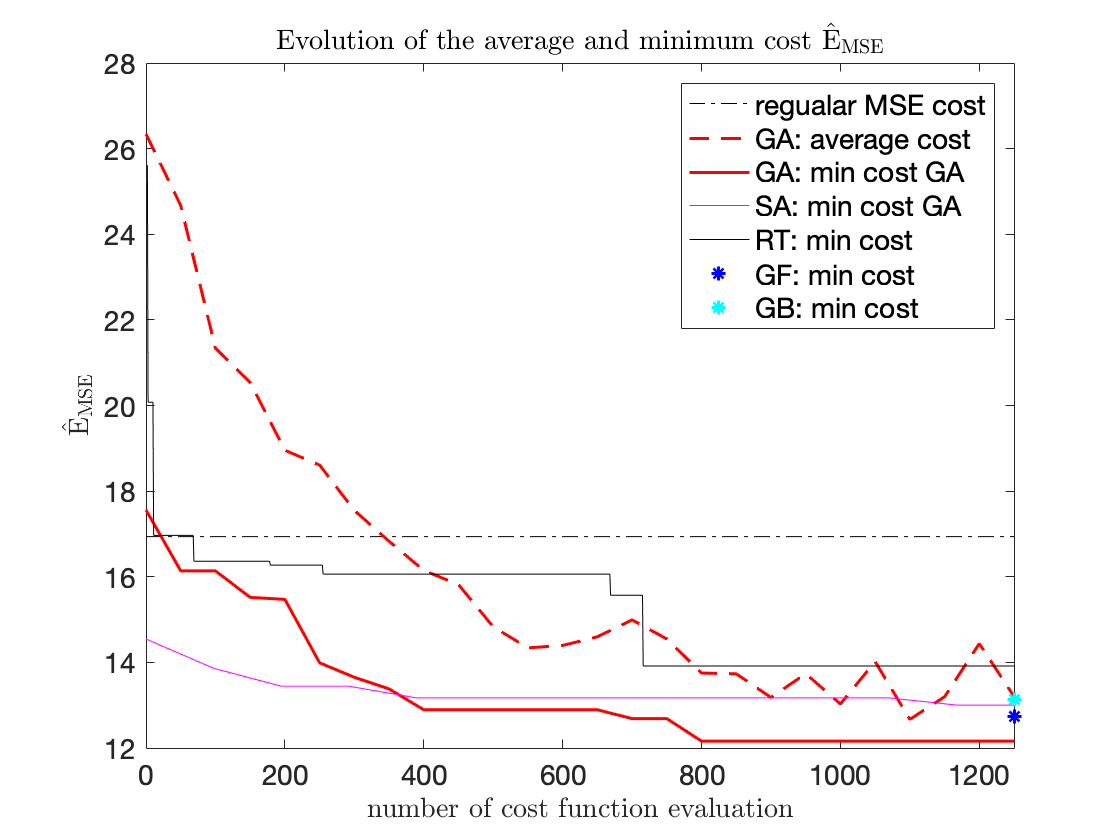 Evolution of the average and minimum cost Ê_MSE
28
26
24
22
20
18
16
14
12
Ê_MSE
regualar MSE cost
GA: average cost
GA: min cost GA
SA: min cost GA
RT: min cost
GF: min cost
GB: min cost
0 200 400 600 800 1000 1200
number of cost function evaluation